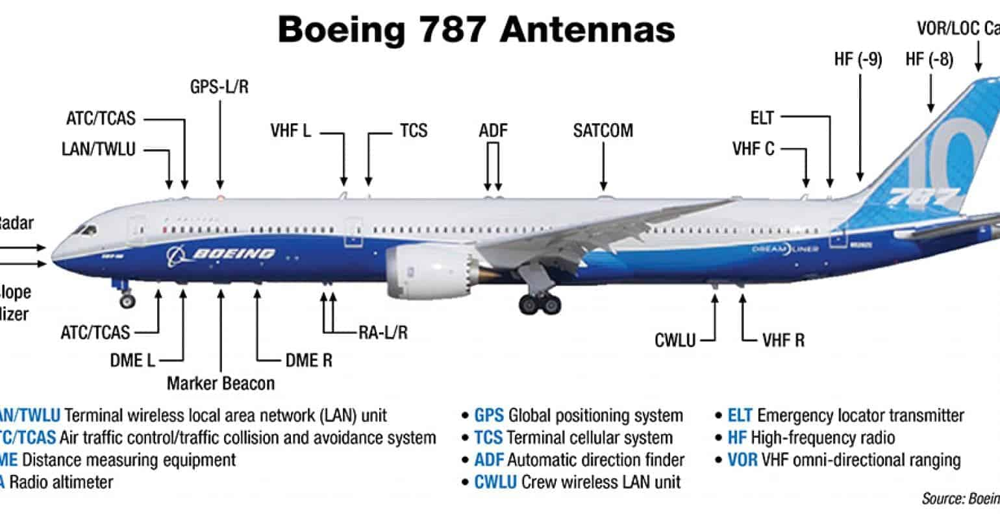 Boeing 787 Antennas
VOR/LOC Ca
HF (-9)
HF (-8)
GPS-L/R
ATC/TCAS
ELT
VHF L
TCS
ADF
SATCOM
LAN/TWLU
VHF C
10
787
Radar
BOEING
DREAMLINER
slope
lizer
ATC/TCAS
RA-L/R
CWLU
VHF R
DME L
DME R
Marker Beacon
AN/TWLU Terminal wireless local area network (LAN) unit
TC/TCAS Air traffic control/traffic collision and avoidance system
ME Distance measuring equipment
A Radio altimeter
• GPS Global positioning system
• TCS Terminal cellular system
• ADF Automatic direction finder
• CWLU Crew wireless LAN unit
• ELT Emergency locator transmitter
• HF High-frequency radio
• VOR VHF omni-directional ranging
Source: Boein